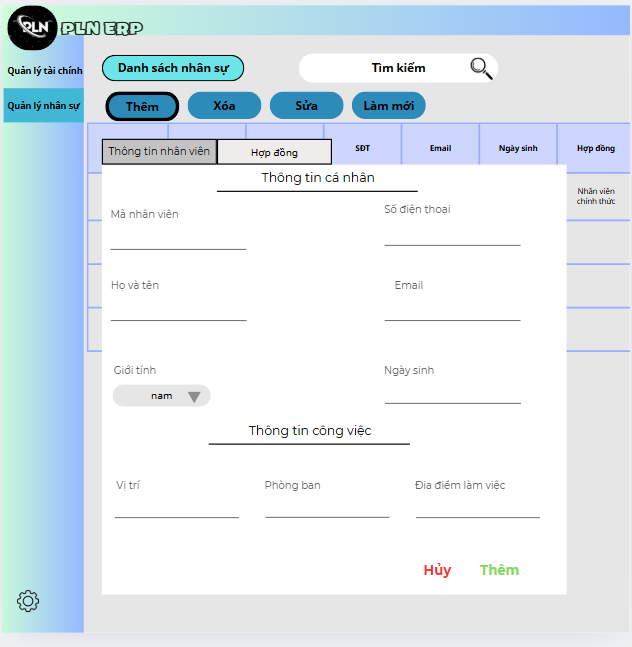 PLN
PLN ERP
Quản lý tài chính
Quản lý nhân sự
Danh sách nhân sự
Tìm kiếm
Thêm
Xóa
Sửa
Làm mới
Thông tin nhân viên
Hợp đồng
SĐT
Email
Ngày sinh
Hợp đồng
Nhân viên
chính thức
Thông tin cá nhân
Mã nhân viên
Số điện thoại
Họ và tên
Email
Giới tính
nam
Ngày sinh
Thông tin công việc
Vị trí
Phòng ban
Địa điểm làm việc
Hủy
Thêm